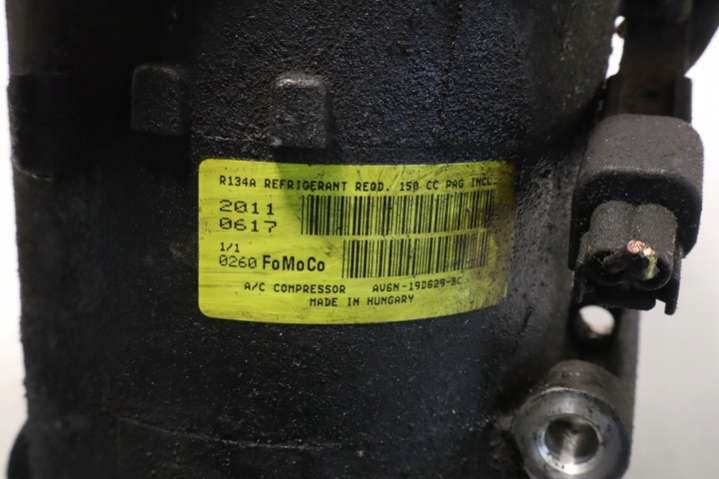 R134A REFRIGERANT REQD. 150 CC PAG INCL.
2011
0617
1/1
0260 FoMoCo
A/C COMPRESSOR AV6N-19D629-BC
MADE IN HUNGARY